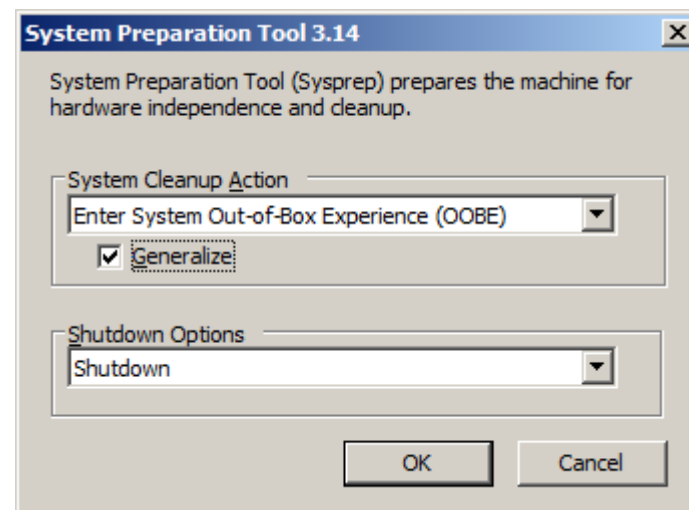 System Preparation Tool 3.14
System Preparation Tool (Sysprep) prepares the machine for
hardware independence and cleanup.
System Cleanup Action
Enter System Out-of-Box Experience (OOBE)
Generalize
Shutdown Options
Shutdown
OK Cancel